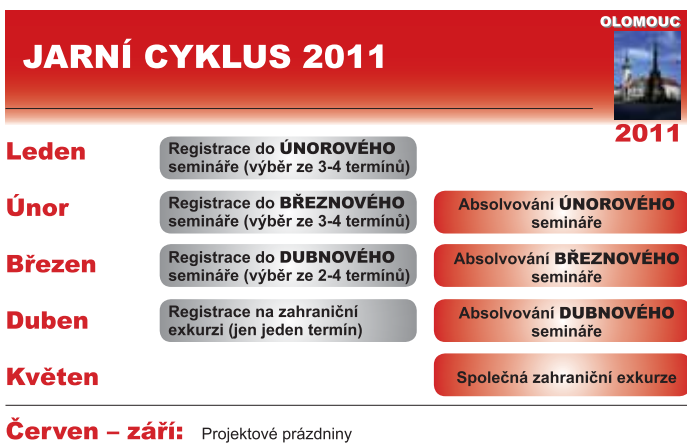 OLOMOUC
JARNÍ CYKLUS 2011
2011
Leden
Registrace do ÚNOROVÉHO
semináře (výběr ze 3-4 termínů)
Únor
Registrace do BŘEZNOVÉHO
semináře (výběr ze 3-4 termínů)
Absolvování ÚNOROVÉHO
semináře
Březen
Registrace do DUBNOVÉHO
semináře (výběr ze 2-4 termínů)
Absolvování BŘEZNOVÉHO
semináře
Duben
Registrace na zahraniční
exkurzi (jen jeden termín)
Absolvování DUBNOVÉHO
semináře
Květen
Společná zahraniční exkurze
Červen – září: Projektové prázdniny